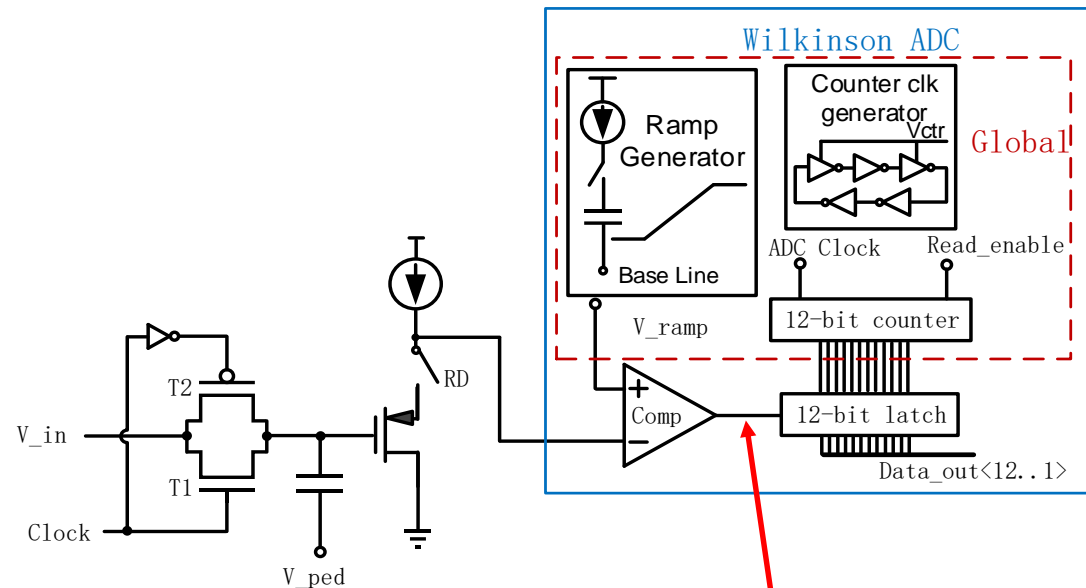 Wilkinson ADC
Counter clk
generator
Vctr
Ramp
Generator
Global
Base Line
ADC Clock
Read_enable
V_ramp
12-bit counter
RD
T2
+
Comp
−
12-bit latch
V_in
Data_out<12..1>
T1
Clock
V_ped